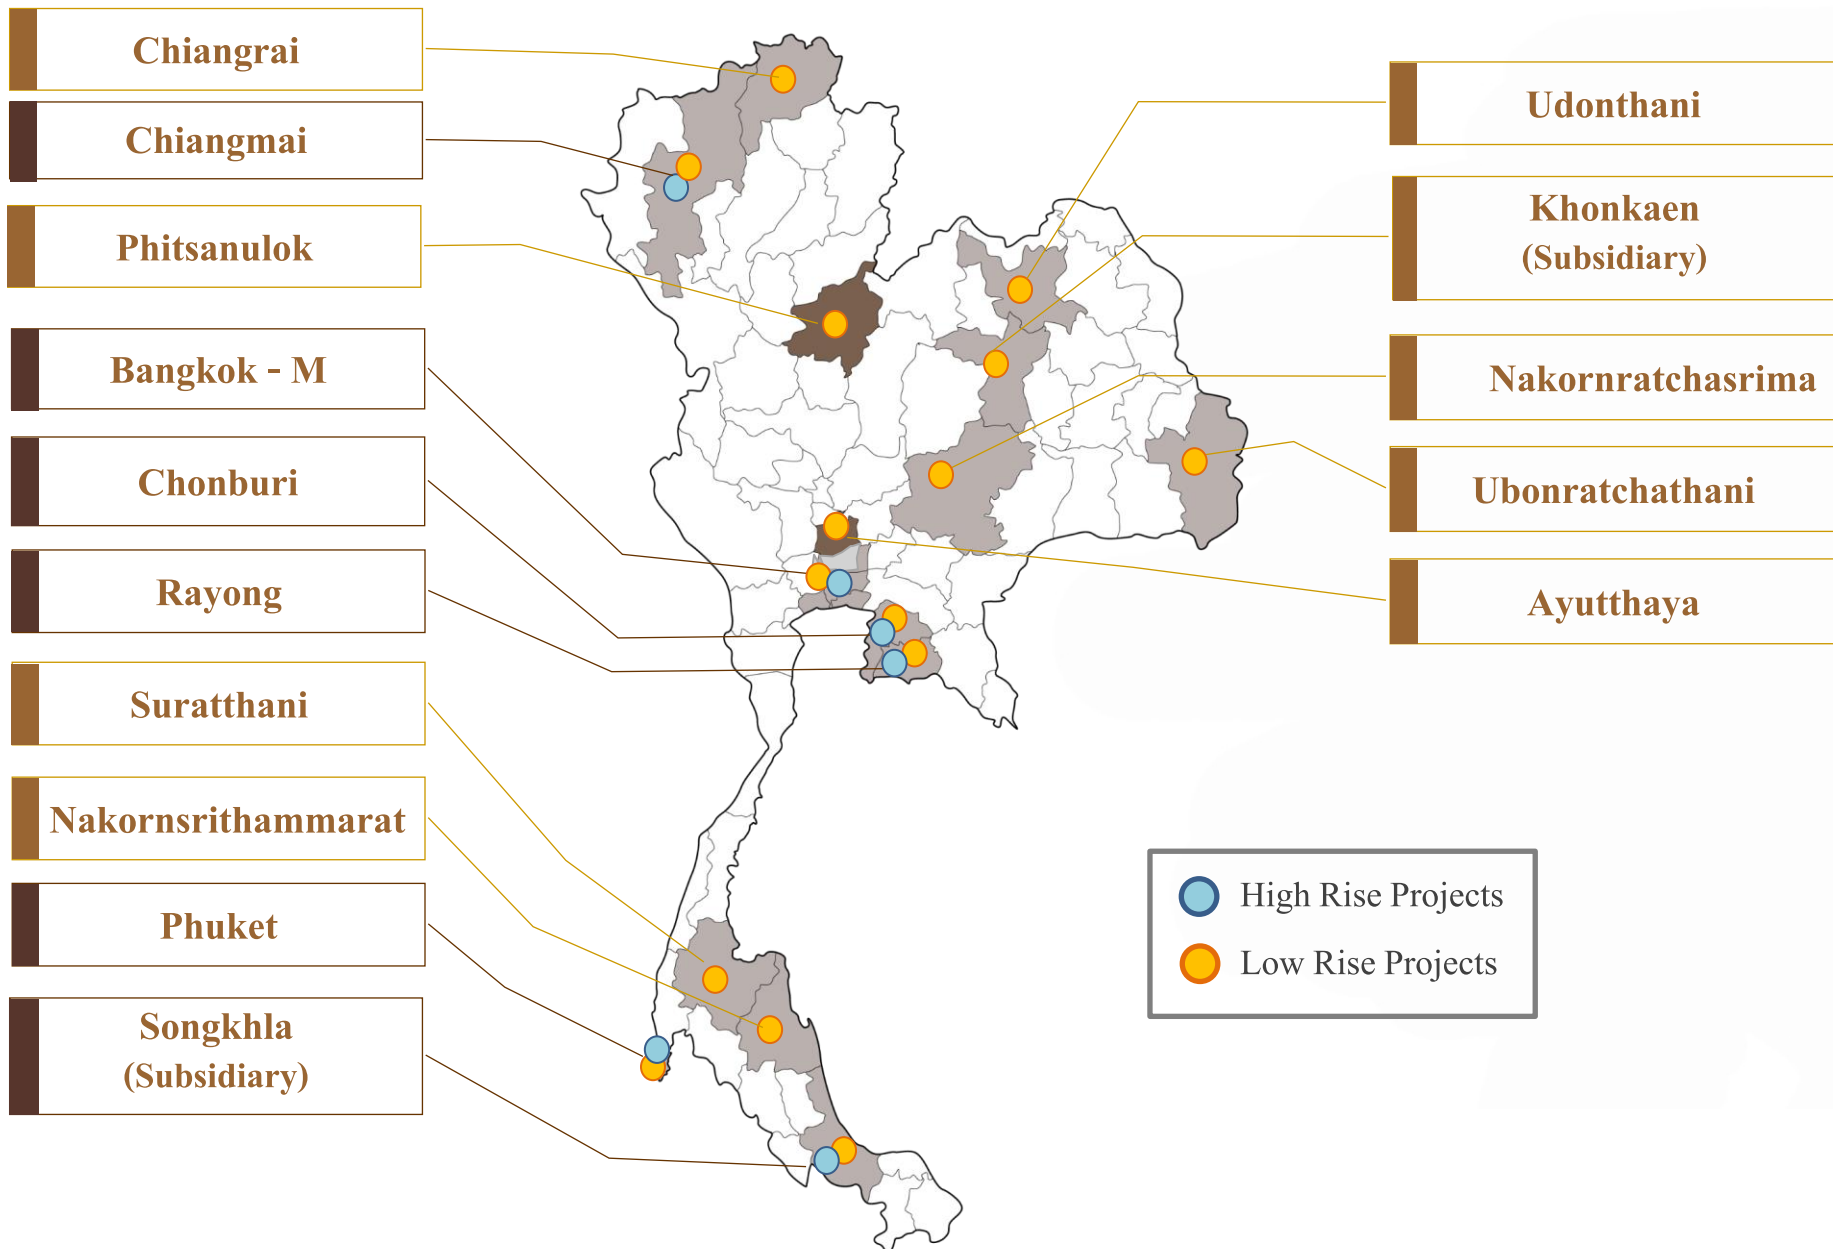 Chiangrai
Chiangmai
Phitsanulok
Bangkok - M
Chonburi
Rayong
Suratthani
Nakornsrithammarat
Phuket
Songkhla
(Subsidiary)
Udonthani
Khonkaen
(Subsidiary)
Nakornratchasrima
Ubonratchathani
Ayutthaya
High Rise Projects
Low Rise Projects